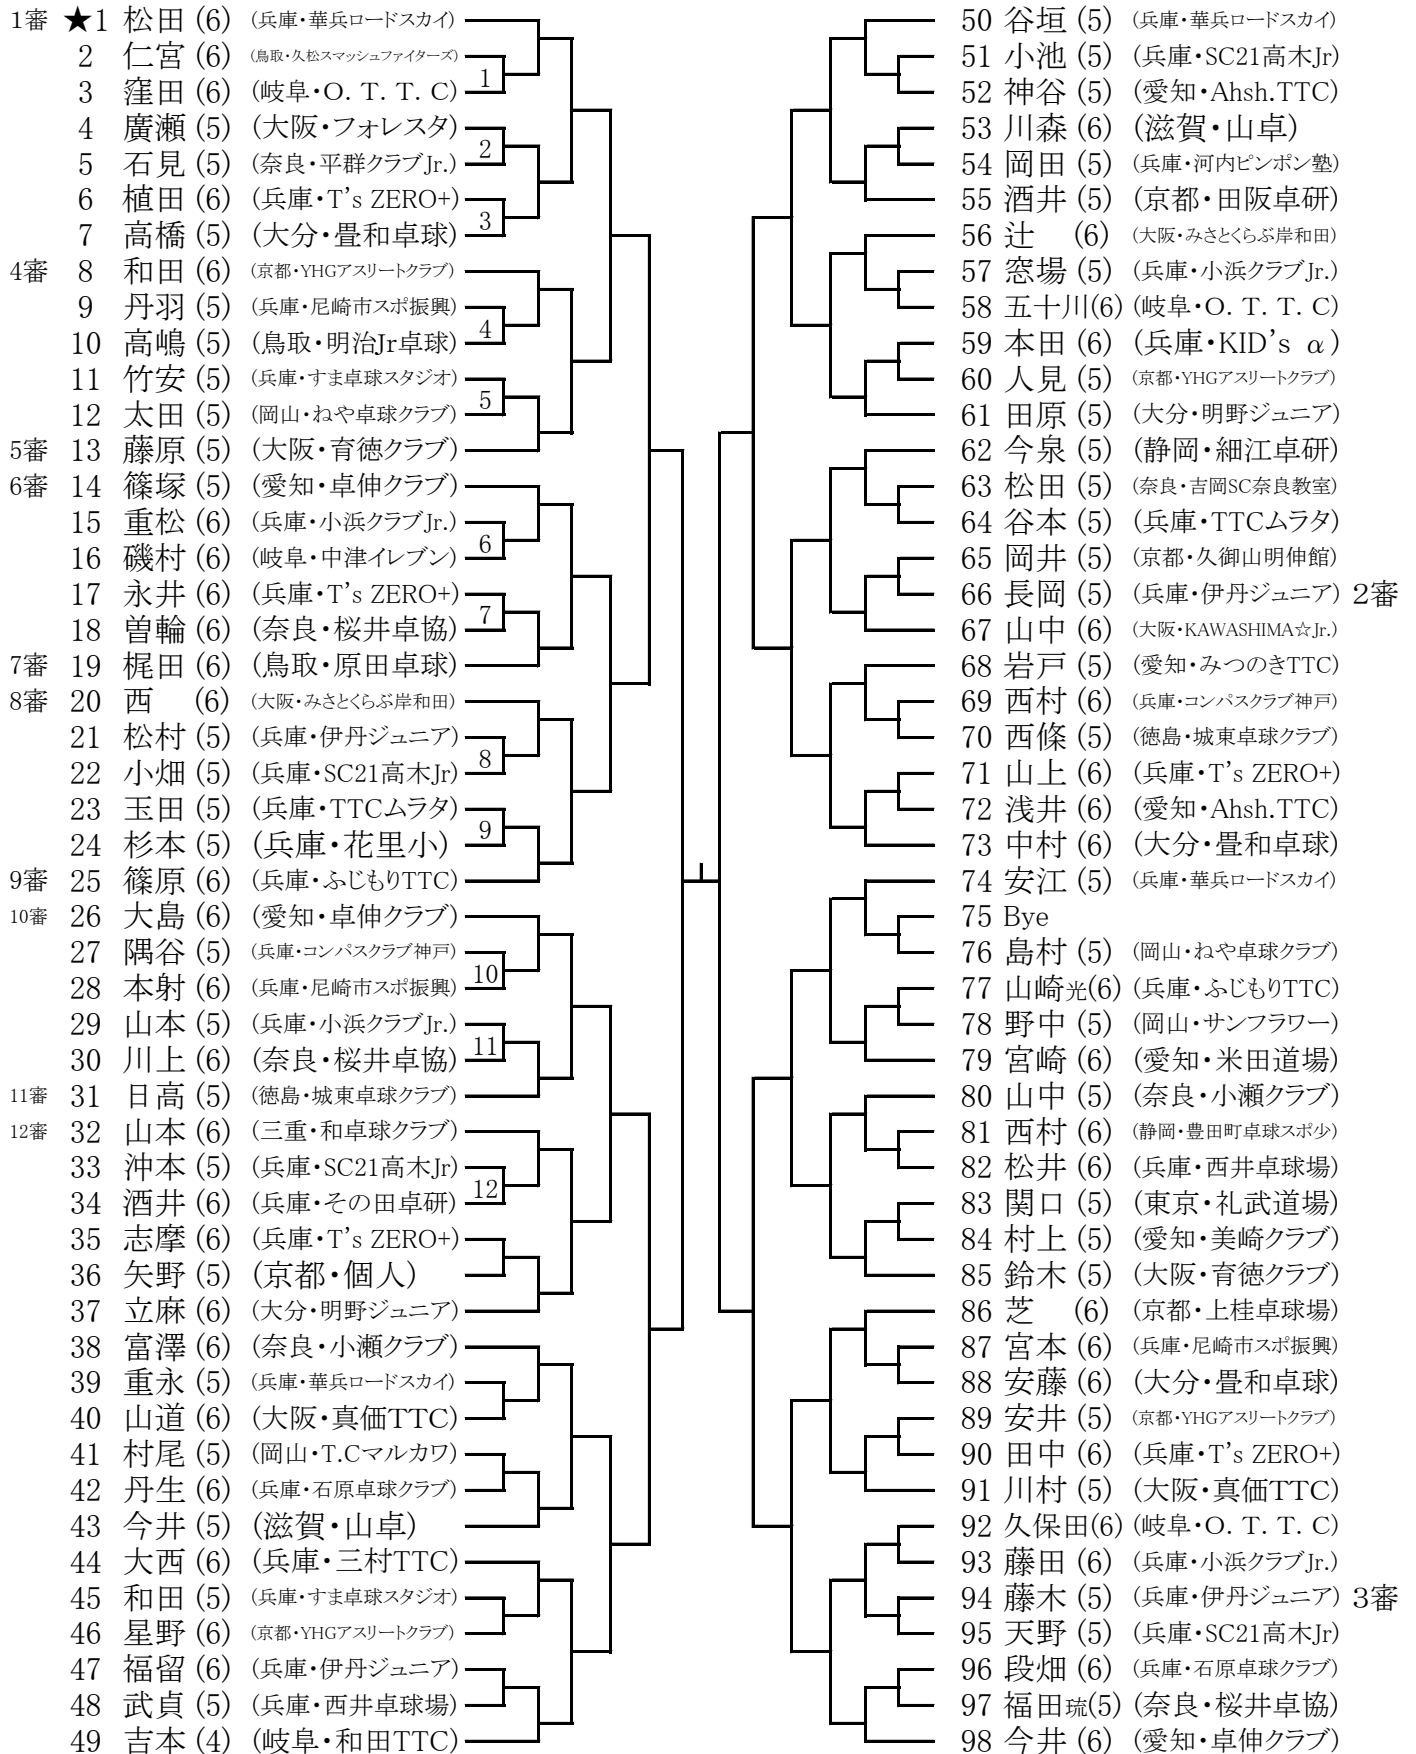 1審 ★1 松田 (6) (兵庫・華兵ロードスカイ)
2 仁宮 (6) (鳥取・久松スマッシュファイターズ)
1
3 窪田 (6) (岐阜・O. T. T. C)
4 廣瀬 (5) (大阪・フォレスタ)
2
5 石見 (5) (奈良・平群クラブJr.)
6 植田 (6) (兵庫・T's ZERO+)
3
7 高橋 (5) (大分・畳和卓球)
4審 8 和田 (6) (京都・YHGアスリートクラブ)
9 丹羽 (5) (兵庫・尼崎市スポ振興)
4
10 高嶋 (5) (鳥取・明治Jr卓球)
11 竹安 (5) (兵庫・すま卓球スタジオ)
5
12 太田 (5) (岡山・ねや卓球クラブ)
5審 13 藤原 (5) (大阪・育徳クラブ)
6審 14 篠塚 (5) (愛知・卓伸クラブ)
15 重松 (6) (兵庫・小浜クラブJr.)
6
16 磯村 (6) (岐阜・中津イレブン)
17 永井 (6) (兵庫・T's ZERO+)
7
18 曽輪 (6) (奈良・桜井卓協)
7審 19 梶田 (6) (鳥取・原田卓球)
8審 20 西 (6) (大阪・みさとくらぶ岸和田)
21 松村 (5) (兵庫・伊丹ジュニア)
8
22 小畑 (5) (兵庫・SC21高木Jr)
23 玉田 (5) (兵庫・TTCムラタ)
9
24 杉本 (5) (兵庫・花里小)
9審 25 篠原 (6) (兵庫・ふじもりTTC)
10審 26 大島 (6) (愛知・卓伸クラブ)
27 隅谷 (5) (兵庫・コンパスクラブ神戸)
10
28 本射 (6) (兵庫・尼崎市スポ振興)
29 山本 (5) (兵庫・小浜クラブJr.)
11
30 川上 (6) (奈良・桜井卓協)
11審 31 日高 (5) (徳島・城東卓球クラブ)
12審 32 山本 (6) (三重・和卓球クラブ)
33 沖本 (5) (兵庫・SC21高木Jr)
12
34 酒井 (6) (兵庫・その田卓研)
35 志摩 (6) (兵庫・T's ZERO+)
36 矢野 (5) (京都・個人)
37 立麻 (6) (大分・明野ジュニア)
38 富澤 (6) (奈良・小瀬クラブ)
39 重永 (5) (兵庫・華兵ロードスカイ)
40 山道 (6) (大阪・真価TTC)
41 村尾 (5) (岡山・T.Cマルカワ)
42 丹生 (6) (兵庫・石原卓球クラブ)
43 今井 (5) (滋賀・山卓)
44 大西 (6) (兵庫・三村TTC)
45 和田 (5) (兵庫・すま卓球スタジオ)
46 星野 (6) (京都・YHGアスリートクラブ)
47 福留 (6) (兵庫・伊丹ジュニア)
48 武貞 (5) (兵庫・西井卓球場)
49 吉本 (4) (岐阜・和田TTC)
50 谷垣 (5) (兵庫・華兵ロードスカイ)
51 小池 (5) (兵庫・SC21高木Jr)
52 神谷 (5) (愛知・Ahsh.TTC)
53 川森 (6) (滋賀・山卓)
54 岡田 (5) (兵庫・河内ピンポン塾)
55 酒井 (5) (京都・田阪卓研)
56 辻 (6) (大阪・みさとくらぶ岸和田)
57 窓場 (5) (兵庫・小浜クラブJr.)
58 五十川(6) (岐阜・O. T. T. C)
59 本田 (6) (兵庫・KID's α)
60 人見 (5) (京都・YHGアスリートクラブ)
61 田原 (5) (大分・明野ジュニア)
62 今泉 (5) (静岡・細江卓研)
63 松田 (5) (奈良・吉岡SC奈良教室)
64 谷本 (5) (兵庫・TTCムラタ)
65 岡井 (5) (京都・久御山明伸館)
66 長岡 (5) (兵庫・伊丹ジュニア) 2審
67 山中 (6) (大阪・KAWASHIMA☆Jr.)
68 岩戸 (5) (愛知・みつのきTTC)
69 西村 (6) (兵庫・コンパスクラブ神戸)
70 西條 (5) (徳島・城東卓球クラブ)
71 山上 (6) (兵庫・T's ZERO+)
72 浅井 (6) (愛知・Ahsh.TTC)
73 中村 (6) (大分・畳和卓球)
74 安江 (5) (兵庫・華兵ロードスカイ)
75 Bye
76 島村 (5) (岡山・ねや卓球クラブ)
77 山崎光(6) (兵庫・ふじもりTTC)
78 野中 (5) (岡山・サンフラワー)
79 宮崎 (6) (愛知・米田道場)
80 山中 (5) (奈良・小瀬クラブ)
81 西村 (6) (静岡・豊田町卓球スポ少)
82 松井 (6) (兵庫・西井卓球場)
83 関口 (5) (東京・礼武道場)
84 村上 (5) (愛知・美崎クラブ)
85 鈴木 (5) (大阪・育徳クラブ)
86 芝 (6) (京都・上桂卓球場)
87 宮本 (6) (兵庫・尼崎市スポ振興)
88 安藤 (6) (大分・畳和卓球)
89 安井 (5) (京都・YHGアスリートクラブ)
90 田中 (6) (兵庫・T's ZERO+)
91 川村 (5) (大阪・真価TTC)
92 久保田(6) (岐阜・O. T. T. C)
93 藤田 (6) (兵庫・小浜クラブJr.)
94 藤木 (5) (兵庫・伊丹ジュニア) 3審
95 天野 (5) (兵庫・SC21高木Jr)
96 段畑 (6) (兵庫・石原卓球クラブ)
97 福田琉(5) (奈良・桜井卓協)
98 今井 (6) (愛知・卓伸クラブ)